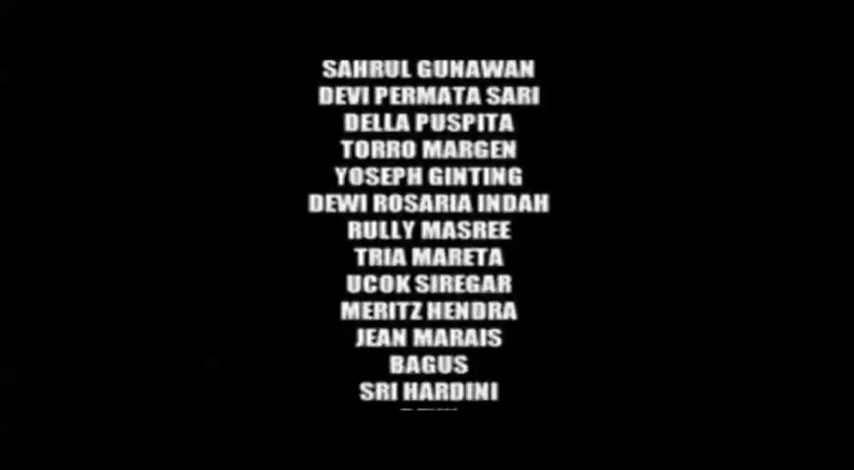 SAHRUL GUNAWAN
DEVI PERMATA SARI
DELLA PUSPITA
TORRO MARGEN
YOSEPH GINTING
DEWI ROSARIA INDAH
RULLY MASREE
TRIA MARETA
UCOK SIREGAR
MERITZ HENDRA
JEAN MARAIS
BAGUS
SRI HARDINI